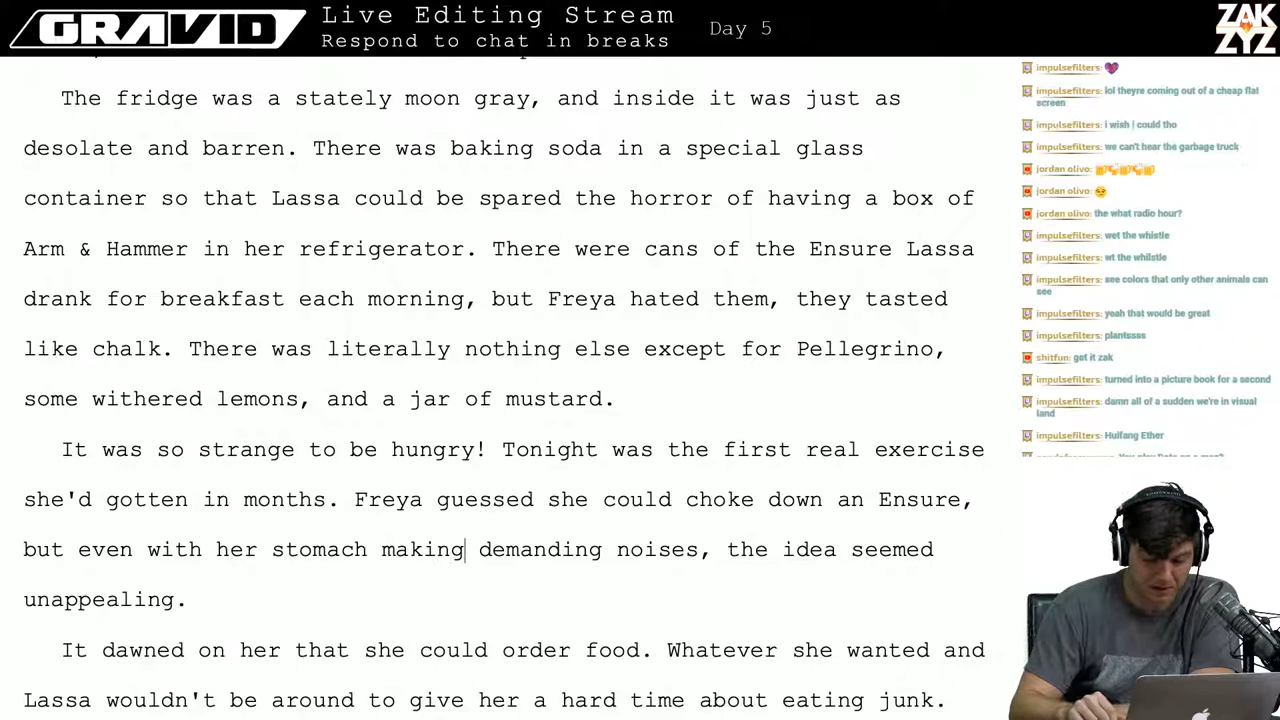 GRAVID
Live Editing Stream
Respond to chat in breaks
Day 5
ZAK
ZYZ
The fridge was a stately moon gray, and inside it was just as
desolate and barren. There was baking soda in a special glass
container so that Lassa could be spared the horror of having a box of
Arm & Hammer in her refrigerator. There were cans of the Ensure Lassa
drank for breakfast each morning, but Freya hated them, they tasted
like chalk. There was literally nothing else except for Pellegrino,
some withered lemons, and a jar of mustard.
It was so strange to be hungry! Tonight was the first real exercise
she'd gotten in months. Freya guessed she could choke down an Ensure,
but even with her stomach making demanding noises, the idea seemed
unappealing.
It dawned on her that she could order food. Whatever she wanted and
Lassa wouldn't be around to give her a hard time about eating junk.
impulsefilters: 
impulsefilters: lol theyre coming out of a cheap flat
screen
impulsefilters: i wish i could tho
impulsefilters: we can't hear the garbage truck
jordan olivo:
jordan olivo:
jordan olivo: the what radio hour?
impulsefilters: wet the whistle
impulsefilters: wt the whilstle
impulsefilters: see colors that only other animals can
see
impulsefilters: yeah that would be great
impulsefilters: plantssss
shitfun: get it zak
impulsefilters: turned into a picture book for a second
impulsefilters: damn all of a sudden we're in visual
land
impulsefilters: Huifang Ether